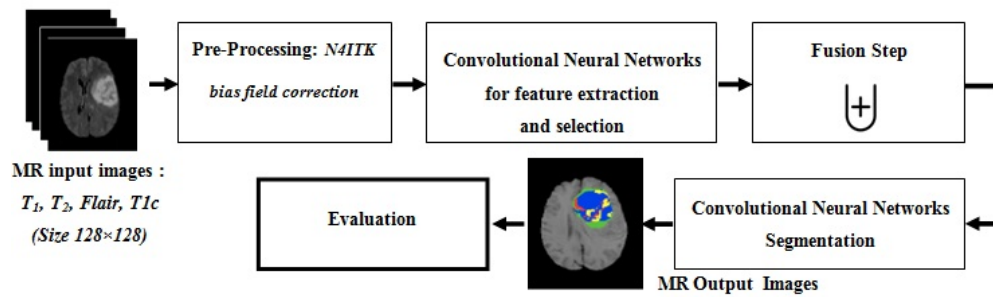 MR input images :
T₁, T₂, Flair, T1c
(Size 128×128)
Pre-Processing: N4ITK
bias field correction
Convolutional Neural Networks
for feature extraction
and selection
Fusion Step
Convolutional Neural Networks
Segmentation
MR Output Images
Evaluation